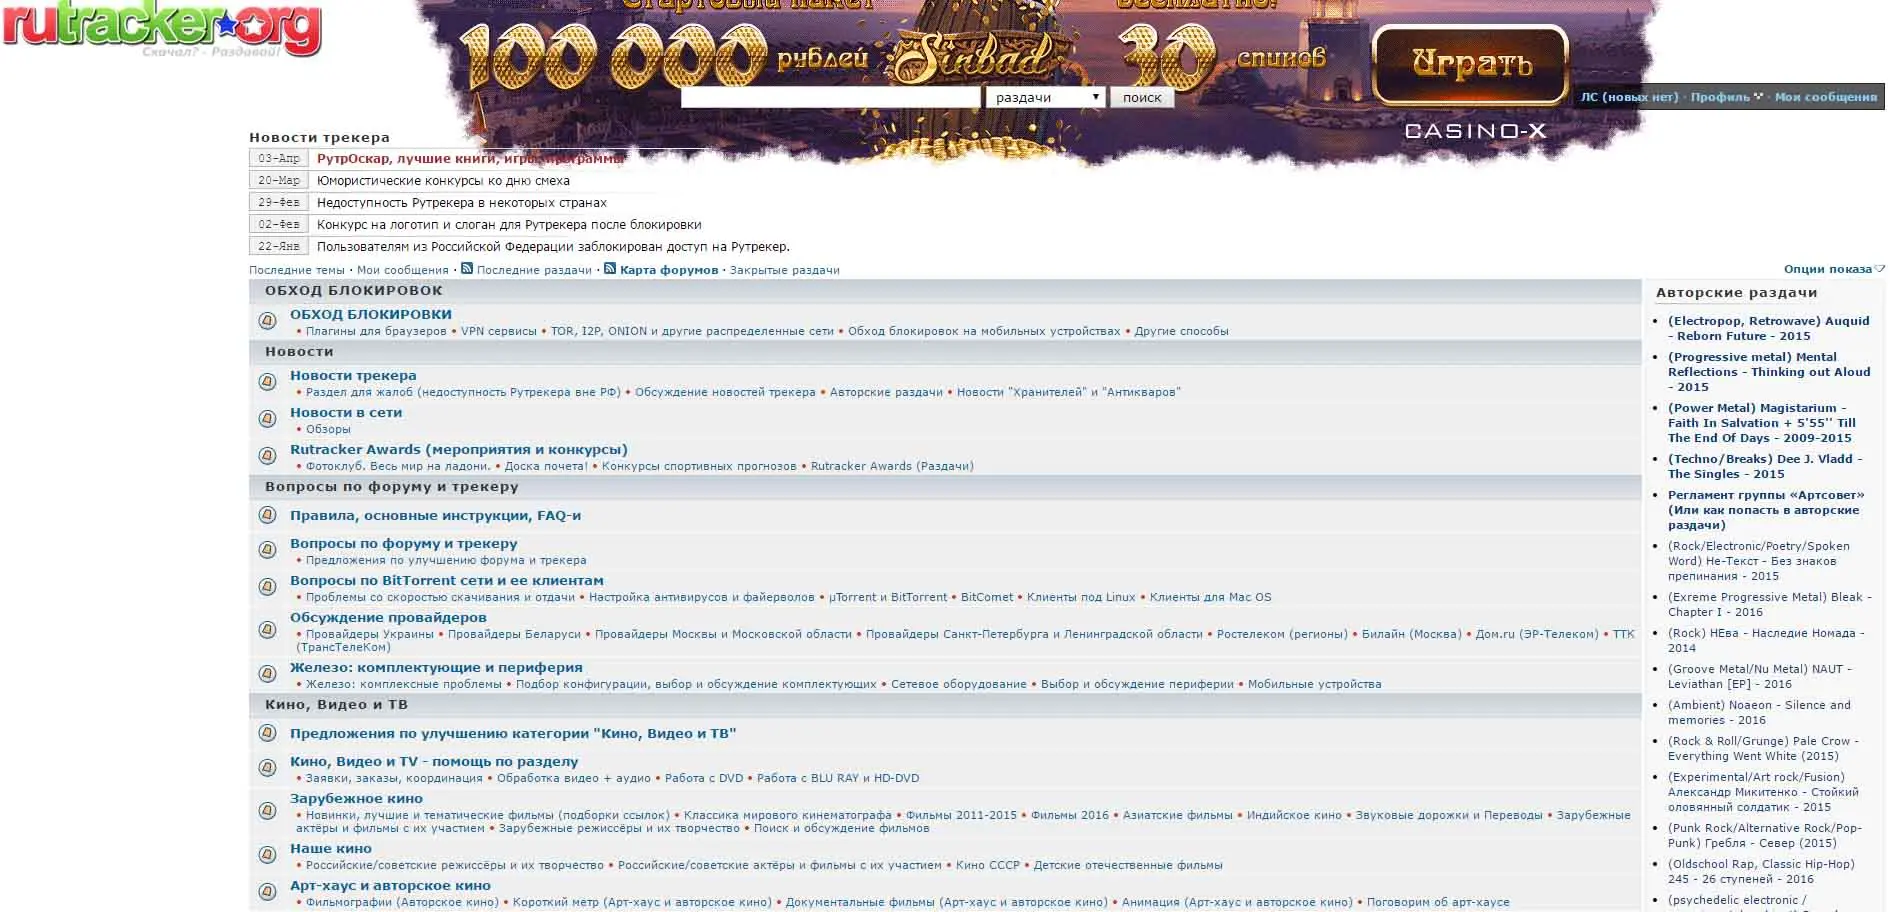 rutracker.org
Скачал? - Раздавай!
Стартовый пакет бесплатно!
100 000 рублей Sinbad 30 спинов Играть
раздачи поиск
ЛС (новых нет) · Профиль · Мои сообщения
CASINO-X
Новости трекера
03-Апр РутрОскар, лучшие книги, игры, программы
20-Мар Юмористические конкурсы ко дню смеха
29-Фев Недоступность Рутрекера в некоторых странах
02-Фев Конкурс на логотип и слоган для Рутрекера после блокировки
22-Янв Пользователям из Российской Федерации заблокирован доступ на Рутрекер.
Последние темы · Мои сообщения · Последние раздачи · Карта форумов · Закрытые раздачи
Опции показа
ОБХОД БЛОКИРОВОК
ОБХОД БЛОКИРОВКИ
• Плагины для браузеров • VPN сервисы • TOR, I2P, ONION и другие распределенные сети • Обход блокировок на мобильных устройствах • Другие способы
Новости
Новости трекера
• Раздел для жалоб (недоступность Рутрекера вне РФ) • Обсуждение новостей трекера • Авторские раздачи • Новости "Хранителей" и "Антикваров"
Новости в сети
• Обзоры
Rutracker Awards (мероприятия и конкурсы)
• Фотоклуб. Весь мир на ладони. • Доска почета! • Конкурсы спортивных прогнозов • Rutracker Awards (Раздачи)
Вопросы по форуму и трекеру
Правила, основные инструкции, FAQ-и
Вопросы по форуму и трекеру
• Предложения по улучшению форума и трекера
Вопросы по BitTorrent сети и ее клиентам
• Проблемы со скоростью скачивания и отдачи • Настройка антивирусов и файерволов • µTorrent и BitTorrent • BitComet • Клиенты под Linux • Клиенты для Mac OS
Обсуждение провайдеров
• Провайдеры Украины • Провайдеры Беларуси • Провайдеры Москвы и Московской области • Провайдеры Санкт-Петербурга и Ленинградской области • Ростелеком (регионы) • Билайн (Москва) • Дом.ru (ЭР-Телеком) • ТТК
(ТрансТелеКом)
Железо: комплектующие и периферия
• Железо: комплексные проблемы • Подбор конфигурации, выбор и обсуждение комплектующих • Сетевое оборудование • Выбор и обсуждение периферии • Мобильные устройства
Кино, Видео и ТВ
Предложения по улучшению категории "Кино, Видео и ТВ"
Кино, Видео и TV - помощь по разделу
• Заявки, заказы, координация • Обработка видео + аудио • Работа с DVD • Работа с BLU RAY и HD-DVD
Зарубежное кино
• Новинки, лучшие и тематические фильмы (подборки ссылок) • Классика мирового кинематографа • Фильмы 2011-2015 • Фильмы 2016 • Азиатские фильмы • Индийское кино • Звуковые дорожки и Переводы • Зарубежные
актёры и фильмы с их участием • Зарубежные режиссёры и их творчество • Поиск и обсуждение фильмов
Наше кино
• Российские/советские режиссёры и их творчество • Российские/советские актёры и фильмы с их участием • Кино СССР • Детские отечественные фильмы
Арт-хаус и авторское кино
• Фильмографии (Авторское кино) • Короткий метр (Арт-хаус и авторское кино) • Документальные фильмы (Арт-хаус и авторское кино) • Анимация (Арт-хаус и авторское кино) • Поговорим об арт-хаусе
Авторские раздачи
• (Electropop, Retrowave) Auquid
- Reborn Future - 2015
• (Progressive metal) Mental
Reflections - Thinking out Aloud
- 2015
• (Power Metal) Magistarium -
Faith In Salvation + 5'55'' Till
The End Of Days - 2009-2015
• (Techno/Breaks) Dee J. Vladd -
The Singles - 2015
• Регламент группы «Артсовет»
(Или как попасть в авторские
раздачи)
• (Rock/Electronic/Poetry/Spoken
Word) Не-Текст - Без знаков
препинания - 2015
• (Exreme Progressive Metal) Bleak -
Chapter I - 2016
• (Rock) НЕва - Наследие Номада -
2014
• (Groove Metal/Nu Metal) NAUT -
Leviathan [EP] - 2016
• (Ambient) Noaeon - Silence and
memories - 2016
• (Rock & Roll/Grunge) Pale Crow -
Everything Went White (2015)
• (Experimental/Art rock/Fusion)
Александр Микитенко - Стойкий
оловянный солдатик - 2015
• (Punk Rock/Alternative Rock/Pop-
Punk) Гребля - Север (2015)
• (Oldschool Rap, Classic Hip-Hop)
245 - 26 ступеней - 2016
• (psychedelic electronic /